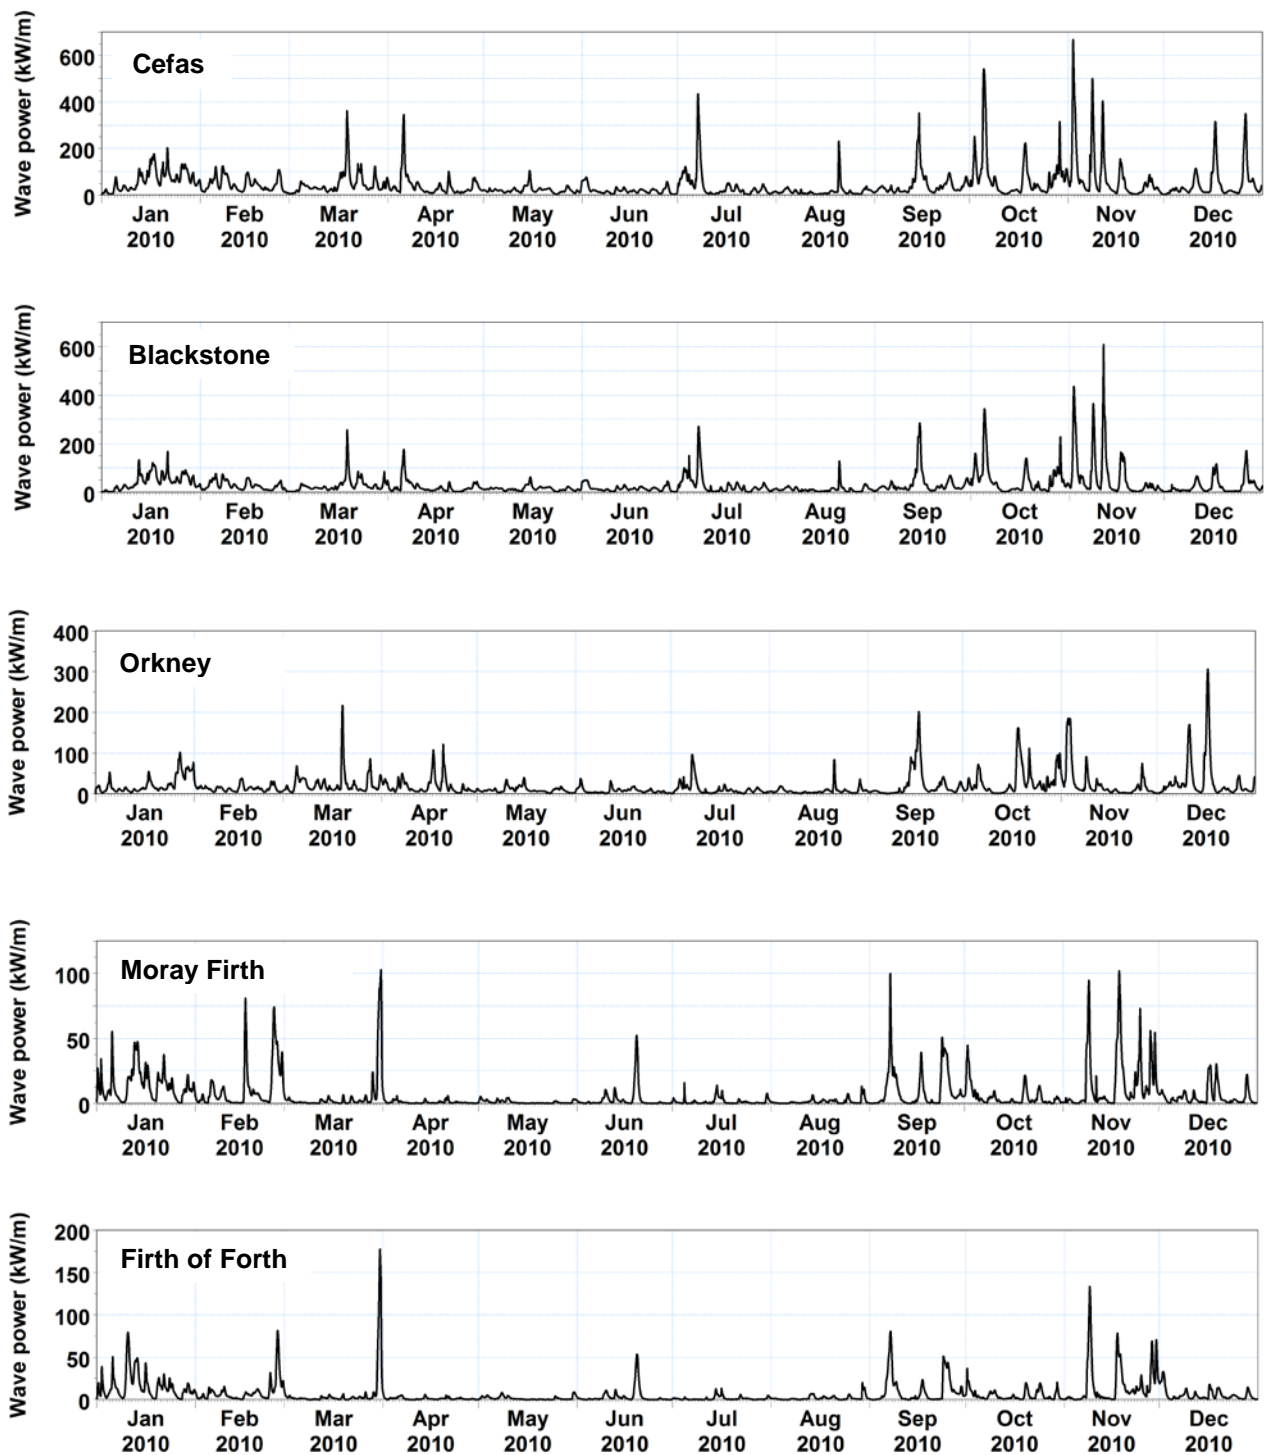 Cefas
Wave power (kW/m)
600
400
200
0
Jan Feb Mar Apr May Jun Jul Aug Sep Oct Nov Dec
2010 2010 2010 2010 2010 2010 2010 2010 2010 2010 2010 2010
Blackstone
Wave power (kW/m)
600
400
200
0
Jan Feb Mar Apr May Jun Jul Aug Sep Oct Nov Dec
2010 2010 2010 2010 2010 2010 2010 2010 2010 2010 2010 2010
Orkney
Wave power (kW/m)
400
300
200
100
0
Jan Feb Mar Apr May Jun Jul Aug Sep Oct Nov Dec
2010 2010 2010 2010 2010 2010 2010 2010 2010 2010 2010 2010
Moray Firth
Wave power (kW/m)
100
50
0
Jan Feb Mar Apr May Jun Jul Aug Sep Oct Nov Dec
2010 2010 2010 2010 2010 2010 2010 2010 2010 2010 2010 2010
Firth of Forth
Wave power (kW/m)
200
150
100
50
0
Jan Feb Mar Apr May Jun Jul Aug Sep Oct Nov Dec
2010 2010 2010 2010 2010 2010 2010 2010 2010 2010 2010 2010